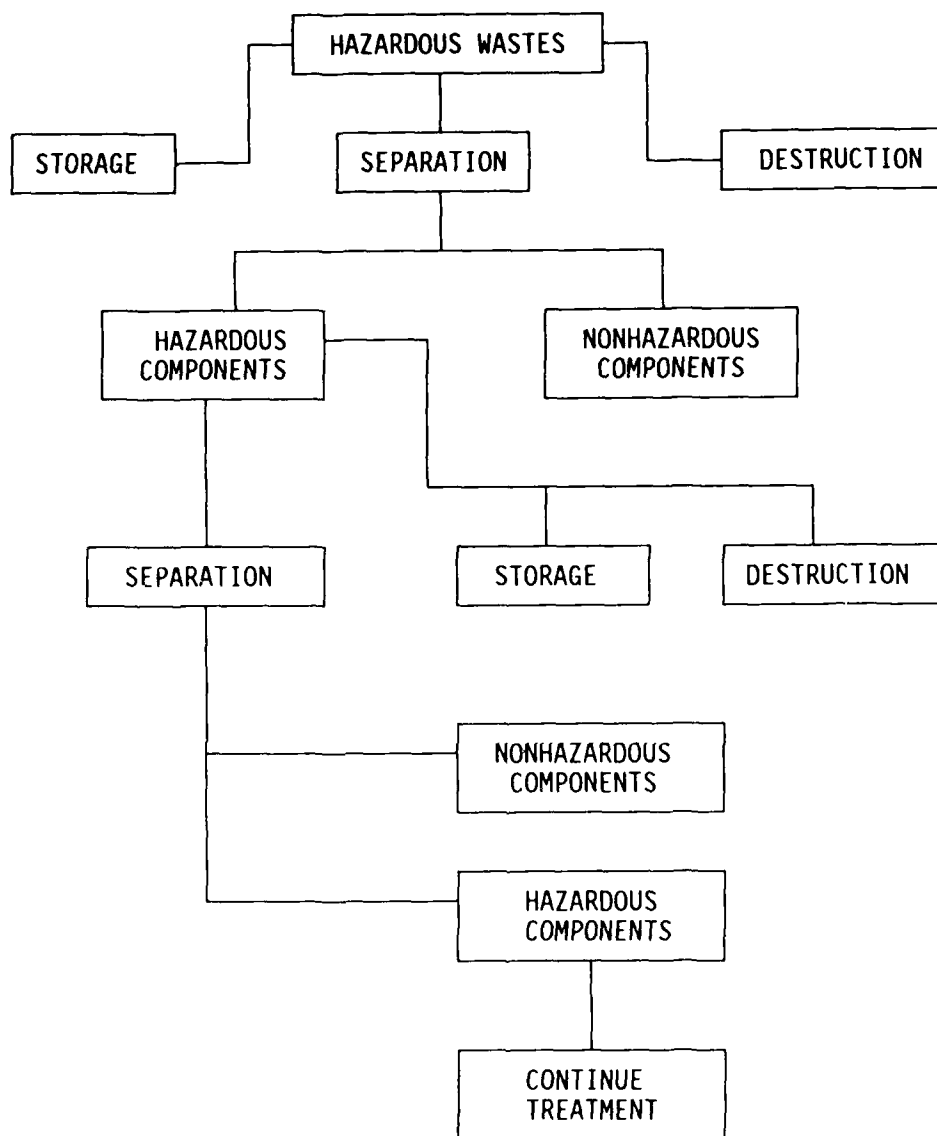 HAZARDOUS WASTES
STORAGE
SEPARATION
DESTRUCTION
HAZARDOUS
COMPONENTS
NONHAZARDOUS
COMPONENTS
SEPARATION
STORAGE
DESTRUCTION
NONHAZARDOUS
COMPONENTS
HAZARDOUS
COMPONENTS
CONTINUE
TREATMENT